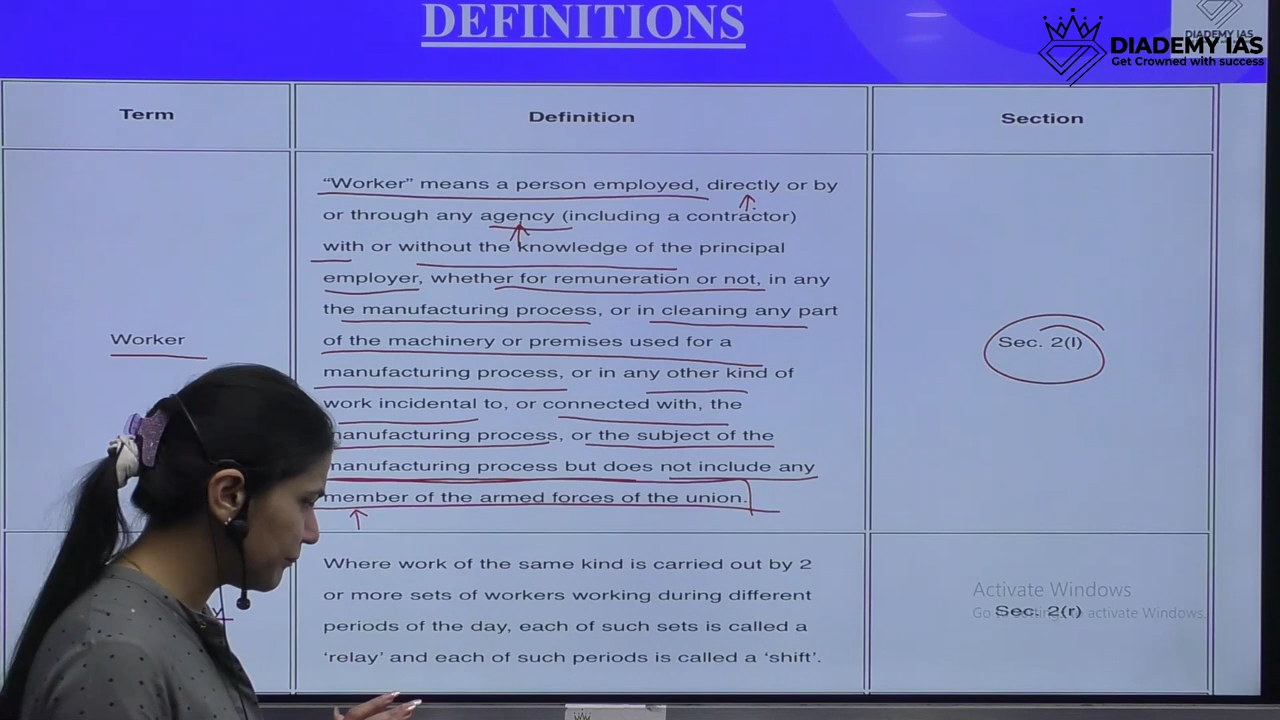 DEFINITIONS
DIADEMY IAS
DIADEMY IAS
Get Crowned with success
Term
Definition
Section
"Worker" means a person employed, directly or by
or through any agency (including a contractor)
with or without the knowledge of the principal
employer, whether for remuneration or not, in any
the manufacturing process, or in cleaning any part
of the machinery or premises used for a
manufacturing process, or in any other kind of
work incidental to, or connected with, the
manufacturing process, or the subject of the
manufacturing process but does not include any
member of the armed forces of the union.
Worker
Sec. 2(l)
Where work of the same kind is carried out by 2
or more sets of workers working during different
periods of the day, each of such sets is called a
'relay' and each of such periods is called a 'shift'.
Activate Windows
Sec. 2(r)
Go to Settings to activate Windows.